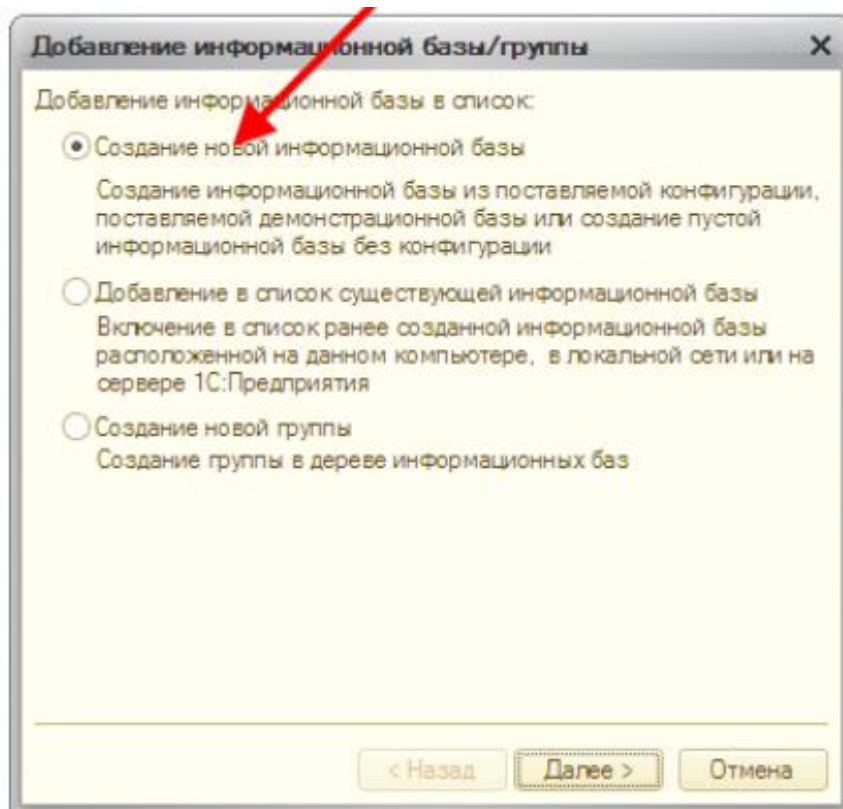 Добавление информационной базы/группы
Добавление информационной базы в список:
Создание новой информационной базы
Создание информационной базы из поставляемой конфигурации,
поставляемой демонстрационной базы или создание пустой
информационной базы без конфигурации
Добавление в список существующей информационной базы
Включение в список ранее созданной информационной базы
расположенной на данном компьютере, в локальной сети или на
сервере 1С:Предприятия
Создание новой группы
Создание группы в дереве информационных баз
< Назад Далее > Отмена